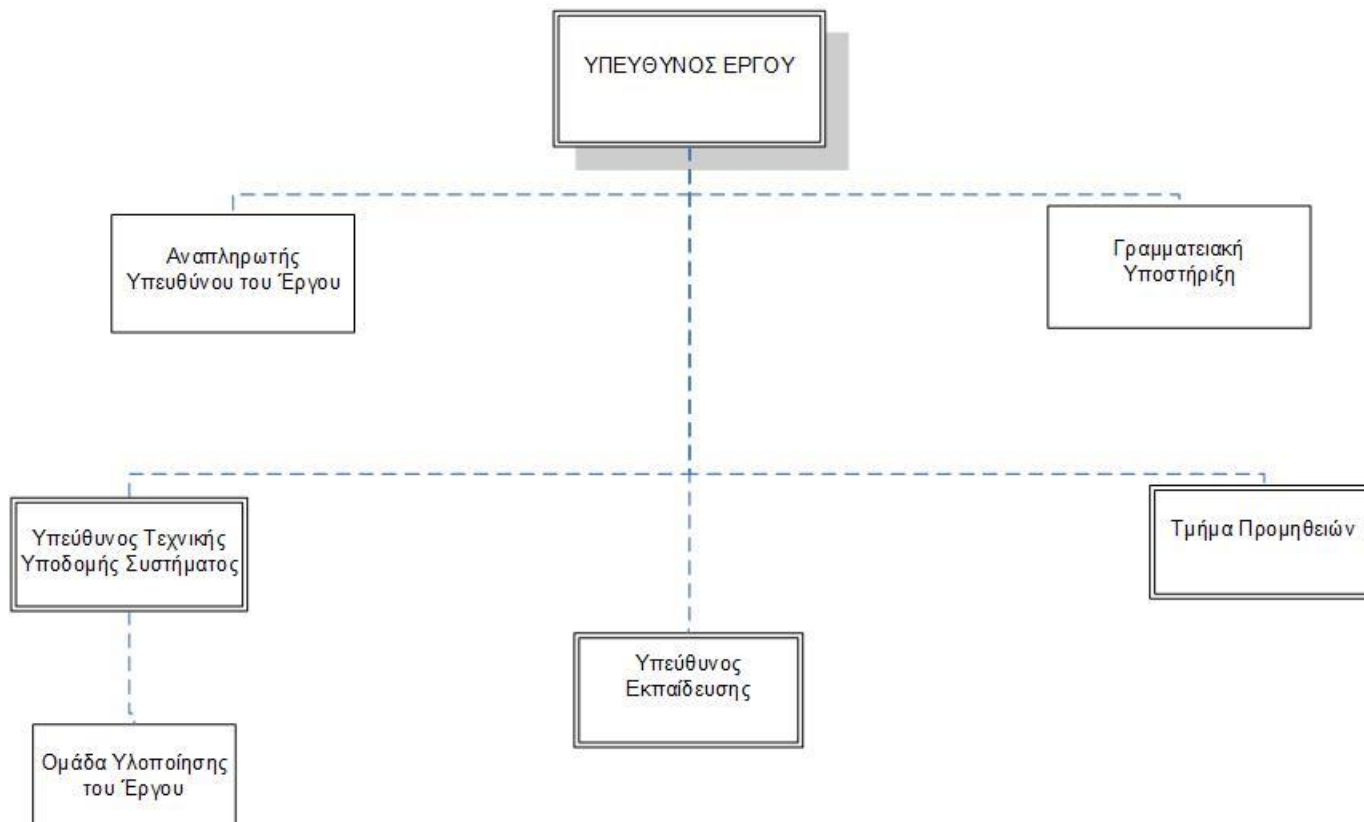 ΥΠΕΥΘΥΝΟΣ ΕΡΓΟΥ
Αναπληρωτής
Υπευθύνου του Έργου
Γραμματειακή
Υποστήριξη
Υπεύθυνος Τεχνικής
Υποδομής Συστήματος
Τμήμα Προμηθειών
Υπεύθυνος
Εκπαίδευσης
Ομάδα Υλοποίησης
του Έργου